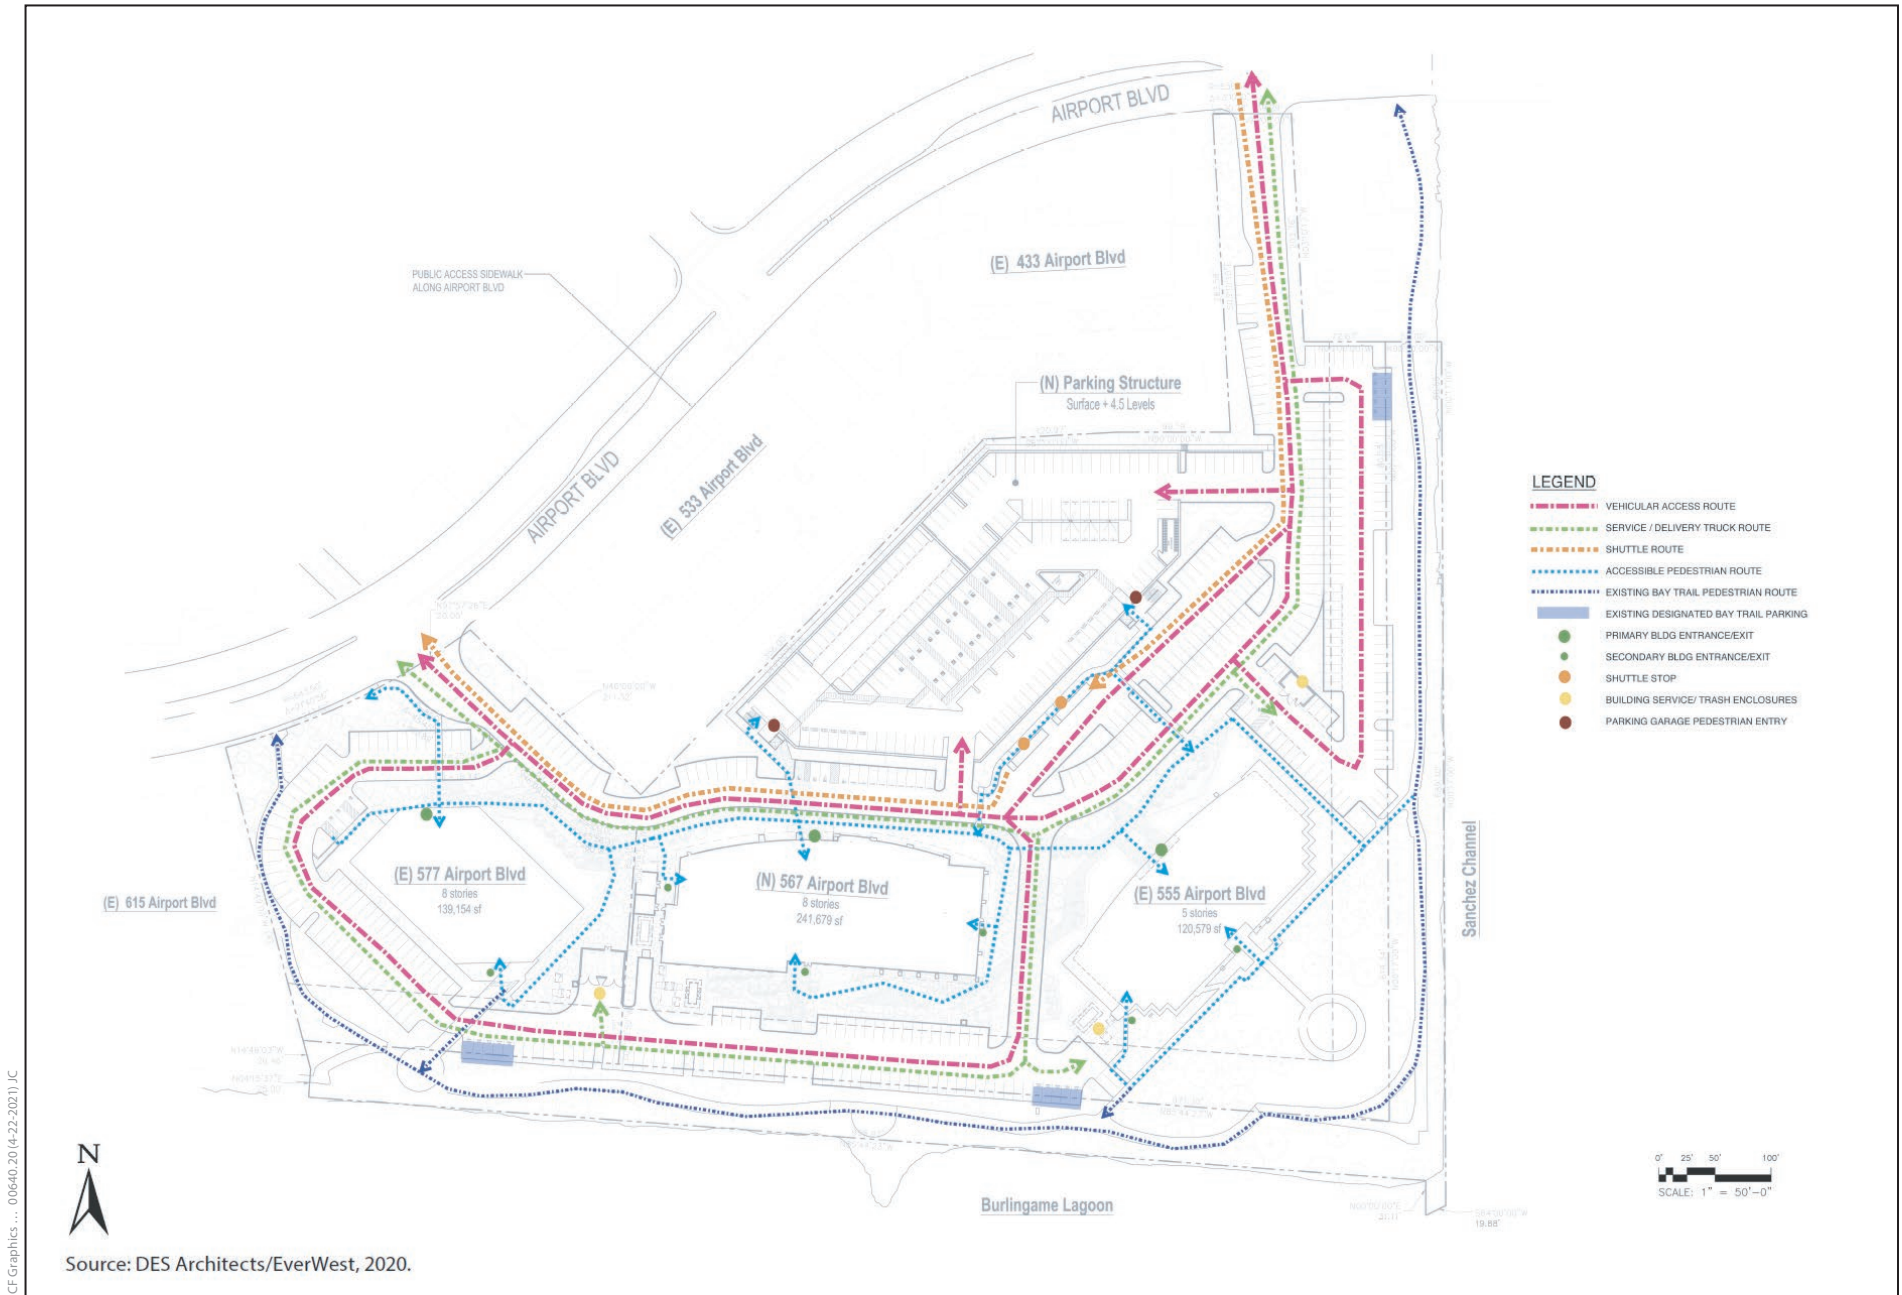 AIRPORT BLVD
PUBLIC ACCESS SIDEWALK
ALONG AIRPORT BLVD
(E) 433 Airport Blvd
(N) Parking Structure
Surface + 4.5 Levels
AIRPORT BLVD
(E) 533 Airport Blvd
LEGEND
VEHICULAR ACCESS ROUTE
SERVICE / DELIVERY TRUCK ROUTE
SHUTTLE ROUTE
ACCESSIBLE PEDESTRIAN ROUTE
EXISTING BAY TRAIL PEDESTRIAN ROUTE
EXISTING DESIGNATED BAY TRAIL PARKING
PRIMARY BLDG ENTRANCE/EXIT
SECONDARY BLDG ENTRANCE/EXIT
SHUTTLE STOP
BUILDING SERVICE/ TRASH ENCLOSURES
PARKING GARAGE PEDESTRIAN ENTRY
(E) 577 Airport Blvd
8 stories
139,154 sf
(N) 567 Airport Blvd
8 stories
241,679 sf
(E) 555 Airport Blvd
5 stories
120,579 sf
(E) 615 Airport Blvd
Sanchez Channel
Burlingame Lagoon
N
0' 25' 50' 100'
SCALE: 1" = 50'-0"
19.88'
Source: DES Architects/EverWest, 2020.
CF Graphics … 00640.20 (4-22-2021) JC